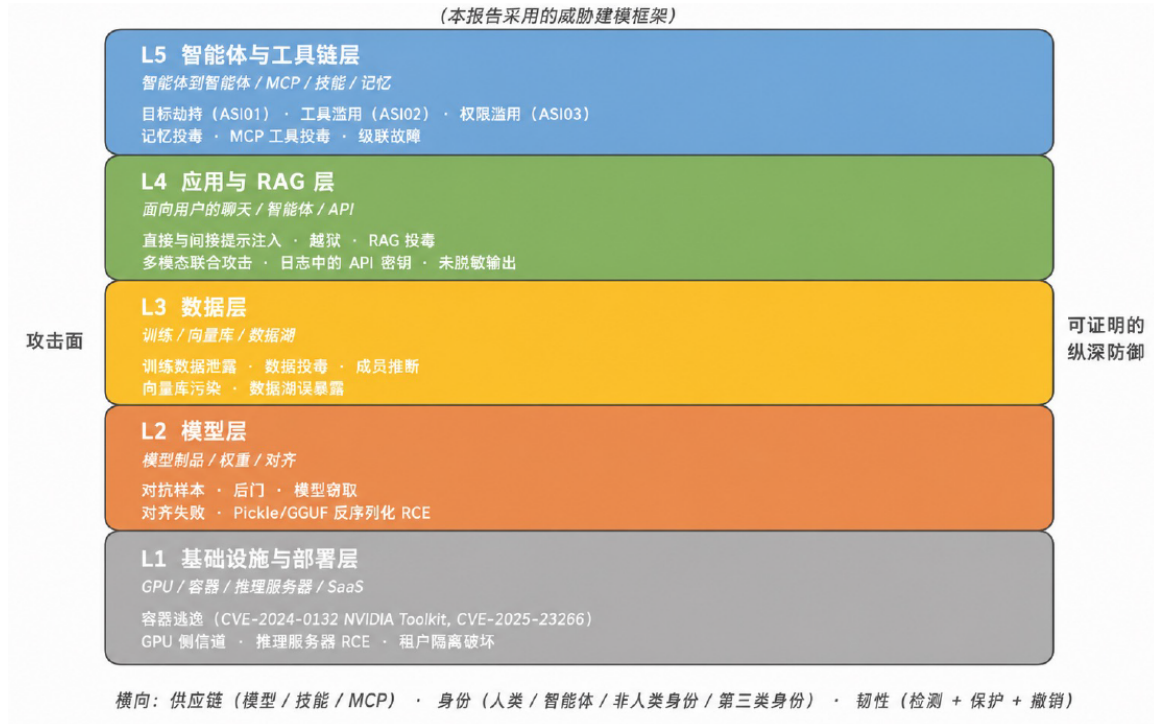 (本报告采用的威胁建模框架)
L5 智能体与工具链层
智能体到智能体 / MCP / 技能 / 记忆
目标劫持 (ASI01) · 工具滥用 (ASI02) · 权限滥用 (ASI03)
记忆投毒 · MCP 工具投毒 · 级联故障
L4 应用与 RAG 层
面向用户的聊天 / 智能体 / API
直接与间接提示注入 · 越狱 · RAG 投毒
多模态联合攻击 · 日志中的 API 密钥 · 未脱敏输出
L3 数据层
训练 / 向量库 / 数据湖
训练数据泄露 · 数据投毒 · 成员推断
向量库污染 · 数据湖误暴露
攻击面
可证明的
纵深防御
L2 模型层
模型制品 / 权重 / 对齐
对抗样本 · 后门 · 模型窃取
对齐失败 · Pickle/GGUF 反序列化 RCE
L1 基础设施与部署层
GPU / 容器 / 推理服务器 / SaaS
容器逃逸 (CVE-2024-0132 NVIDIA Toolkit, CVE-2025-23266)
GPU 侧信道 · 推理服务器 RCE · 租户隔离破坏
横向: 供应链 (模型 / 技能 / MCP) · 身份 (人类 / 智能体 / 非人类身份 / 第三类身份) · 韧性 (检测 + 保护 + 撤销)